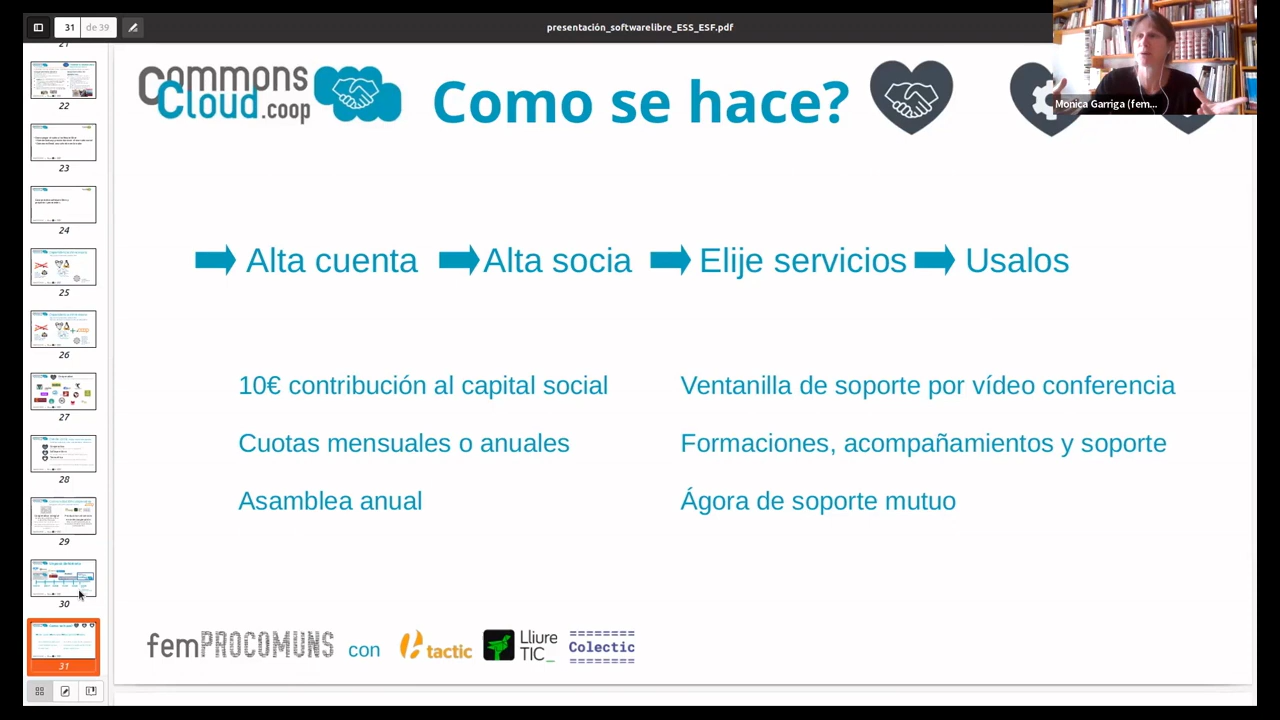 31 de 39
presentación_softwarelibre_ESS_ESF.pdf
Monica Garriga (fem...
21
22
23
24
25
26
27
28
29
30
31
commons
cloud.coop
Como se hace?
Alta cuenta Alta socia Elije servicios Usalos
10€ contribución al capital social
Cuotas mensuales o anuales
Asamblea anual
Ventanilla de soporte por vídeo conferencia
Formaciones, acompañamientos y soporte
Ágora de soporte mutuo
femPROCOMUNS con tactic Lliure TIC_ Colectic